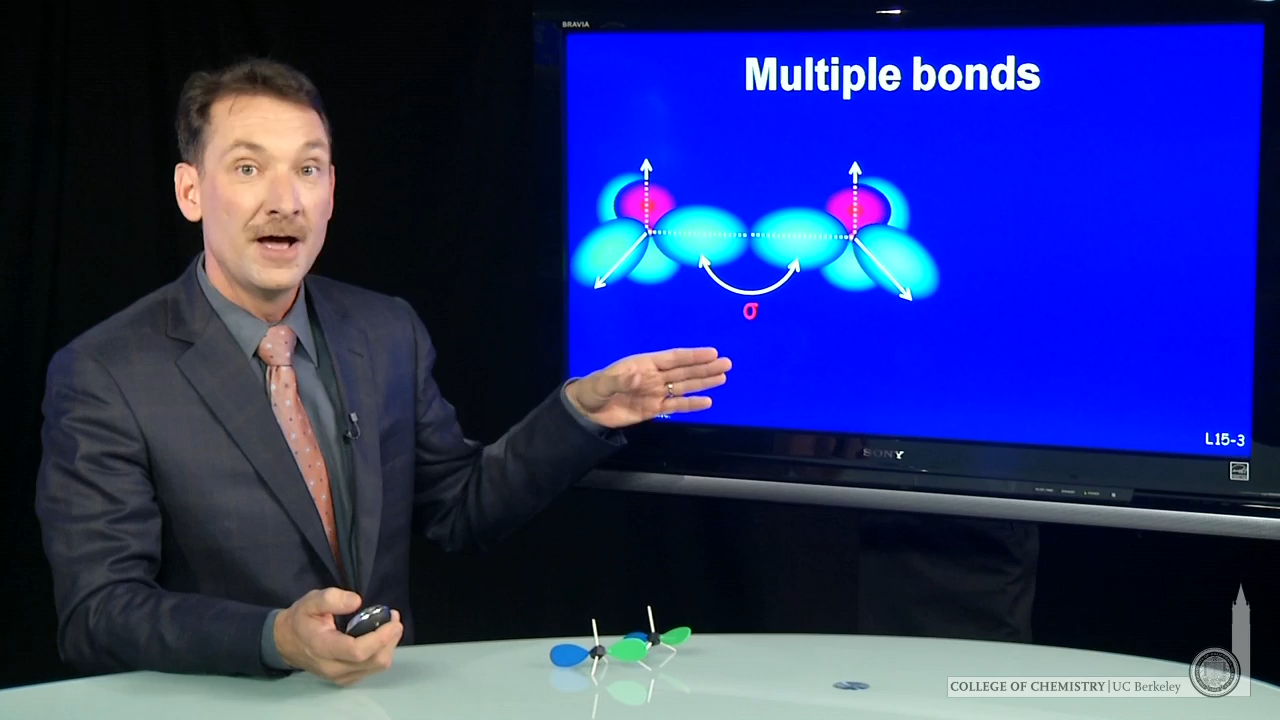 BRAVIA
Multiple bonds
σ
L15-3
SONY
COLLEGE OF CHEMISTRY | UC Berkeley